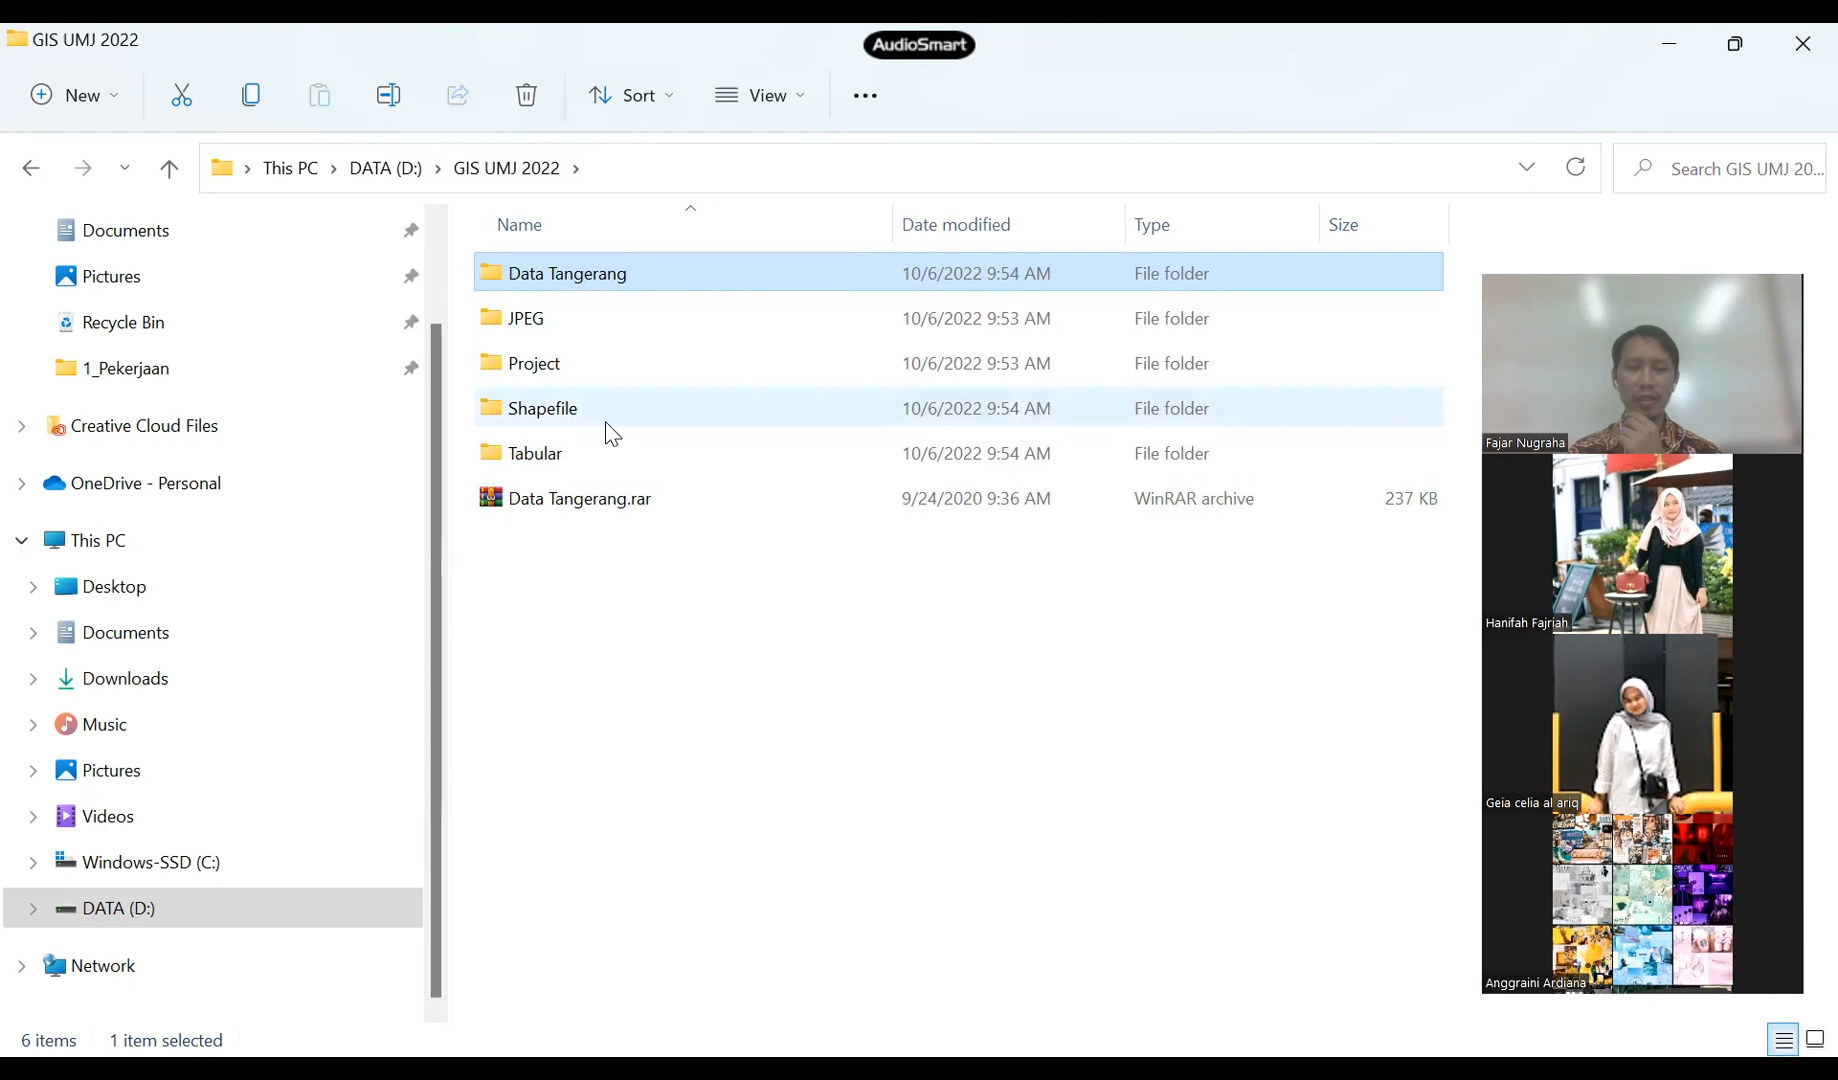 GIS UMJ 2022
AudioSmart
New
Sort
View
This PC > DATA (D:) > GIS UMJ 2022 >
Search GIS UMJ 20...
Documents
Pictures
Recycle Bin
1_Pekerjaan
Creative Cloud Files
OneDrive - Personal
This PC
Desktop
Documents
Downloads
Music
Pictures
Videos
Windows-SSD (C:)
DATA (D:)
Network
Name Date modified Type Size
Data Tangerang 10/6/2022 9:54 AM File folder
JPEG 10/6/2022 9:53 AM File folder
Project 10/6/2022 9:53 AM File folder
Shapefile 10/6/2022 9:54 AM File folder
Tabular 10/6/2022 9:54 AM File folder
Data Tangerang.rar 9/24/2020 9:36 AM WinRAR archive 237 KB
Fajar Nugraha
Hanifah Fajriah
Geia celia al ariq
Anggraini Ardiana
6 items 1 item selected